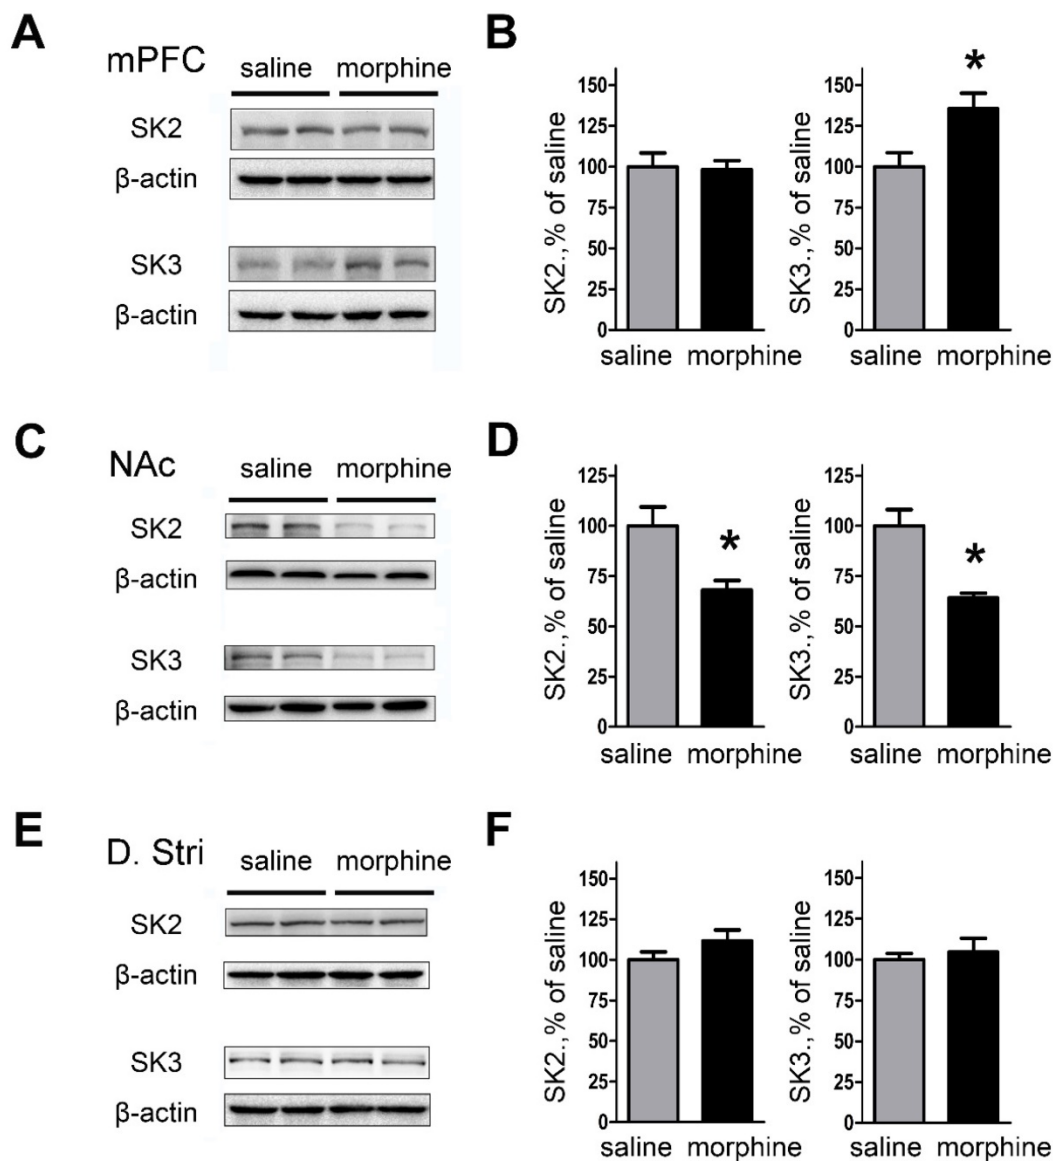 A
mPFC
saline morphine
SK2
β-actin
SK3
β-actin
B
SK2., % of saline
150
125
100
75
50
25
0
saline morphine
SK3., % of saline
150
125
100
75
50
25
0
*
saline morphine
C
NAc
saline morphine
SK2
β-actin
SK3
β-actin
D
SK2., % of saline
125
100
75
50
25
0
*
saline morphine
SK3., % of saline
125
100
75
50
25
0
*
saline morphine
E
D. Stri
saline morphine
SK2
β-actin
SK3
β-actin
F
SK2., % of saline
150
125
100
75
50
25
0
saline morphine
SK3., % of saline
150
125
100
75
50
25
0
saline morphine